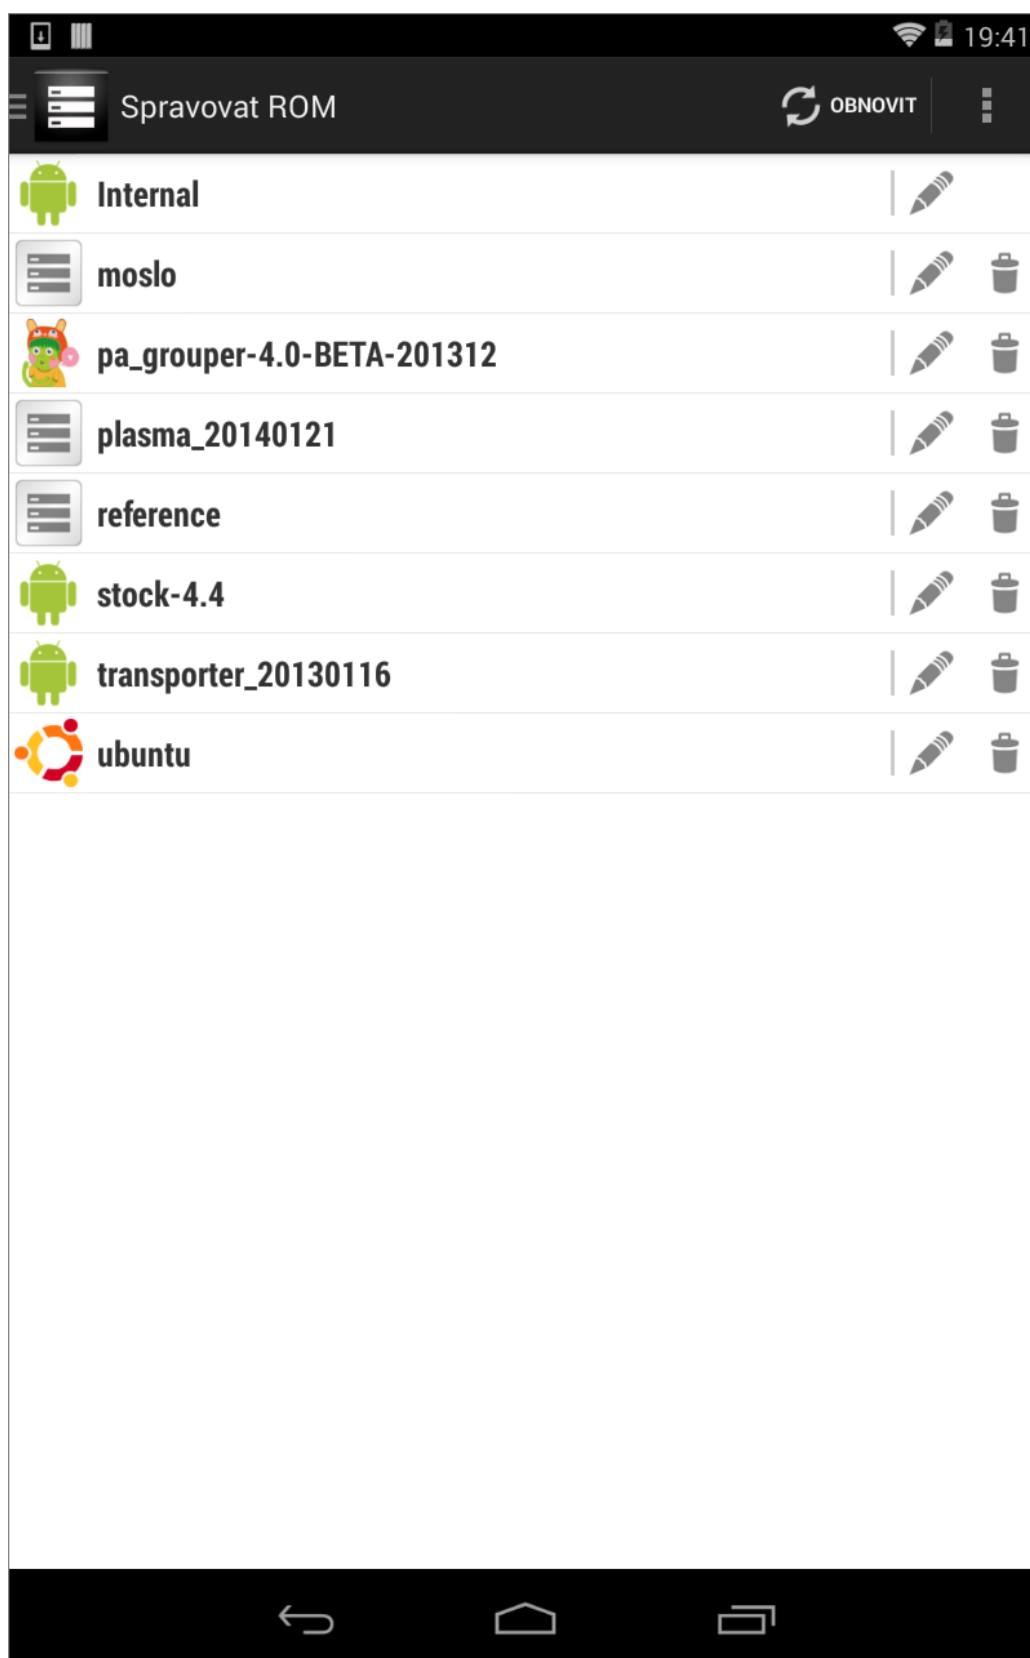 19:41
Spravovat ROM
OBNOVIT
Internal
moslo
pa_grouper-4.0-BETA-201312
plasma_20140121
reference
stock-4.4
transporter_20130116
ubuntu